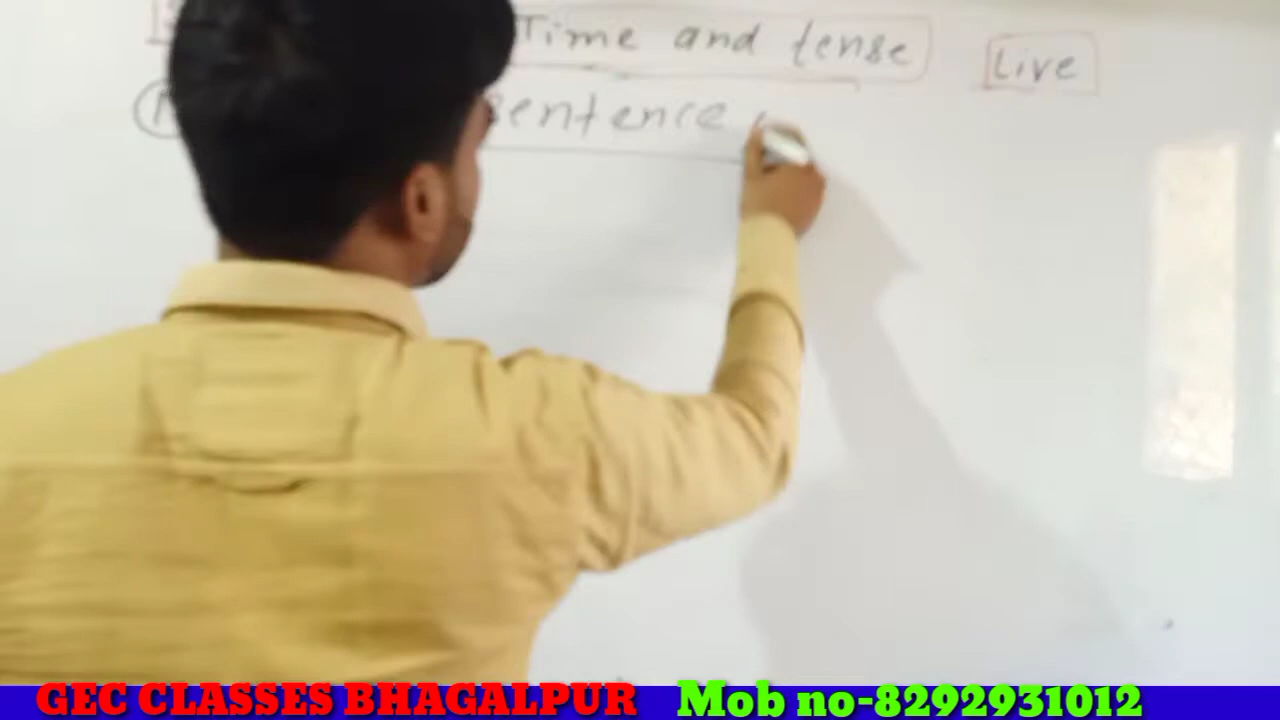 Time and tense Live
sentence
GEC CLASSES BHAGALPUR Mob no-8292931012